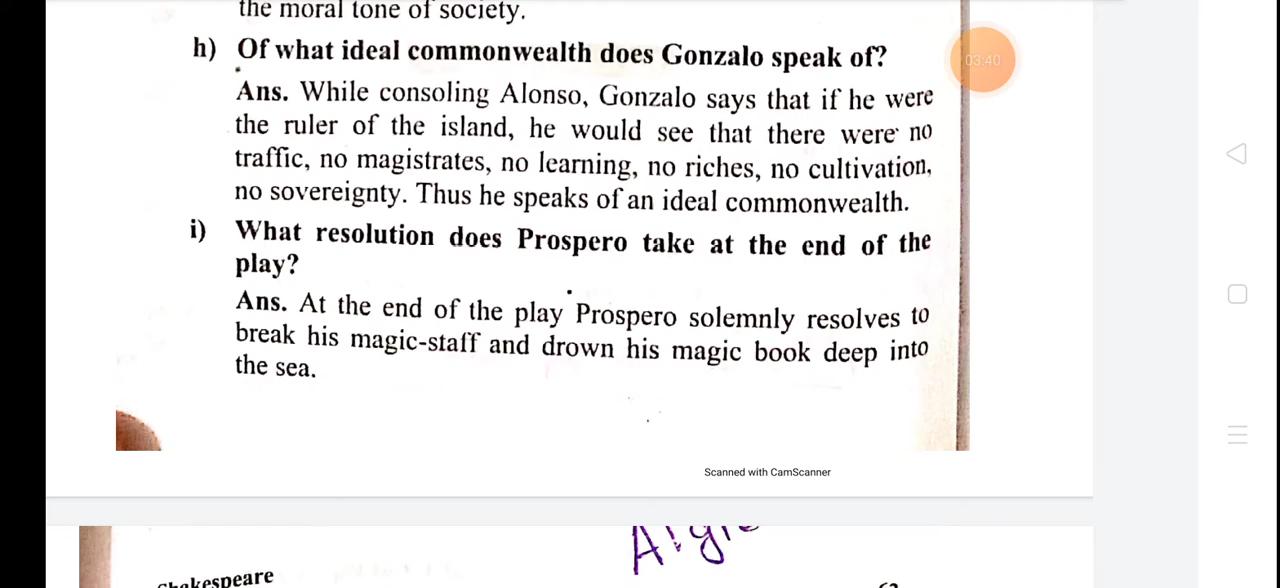 the moral tone of society.
h) Of what ideal commonwealth does Gonzalo speak of?
03:40
Ans. While consoling Alonso, Gonzalo says that if he were
the ruler of the island, he would see that there were no
traffic, no magistrates, no learning, no riches, no cultivation,
no sovereignty. Thus he speaks of an ideal commonwealth.
i) What resolution does Prospero take at the end of the
play?
Ans. At the end of the play Prospero solemnly resolves to
break his magic-staff and drown his magic book deep into
the sea.
Scanned with CamScanner
Shakespeare